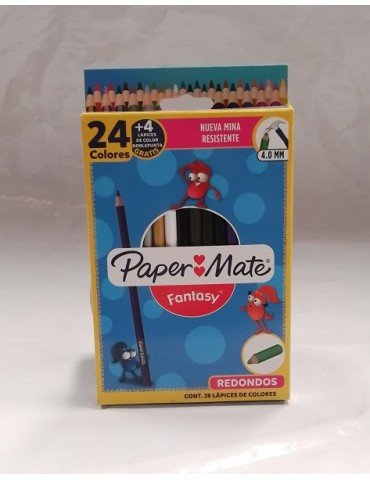 24
Colores
+4
LÁPICES
DE COLOR
DOBLEPUNTA
GRATIS
NUEVA MINA
RESISTENTE
4.0 MM
Paper Mate
Fantasy
REDONDOS
CONT. 28 LÁPICES DE COLORES